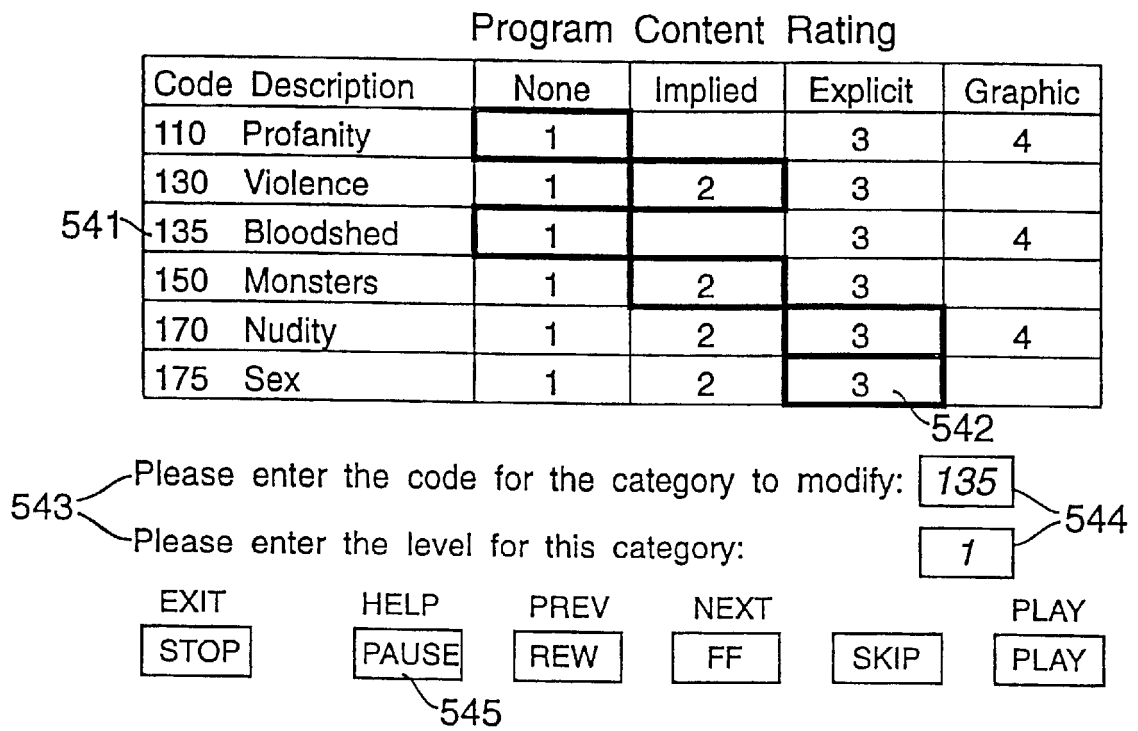 Program Content Rating
Code Description None Implied Explicit Graphic
110 Profanity 1 3 4
130 Violence 1 2 3
541 135 Bloodshed 1 3 4
150 Monsters 1 2 3
170 Nudity 1 2 3 4
175 Sex 1 2 3
542
Please enter the code for the category to modify: 135
543 544
Please enter the level for this category: 1
EXIT HELP PREV NEXT PLAY
STOP PAUSE REW FF SKIP PLAY
545